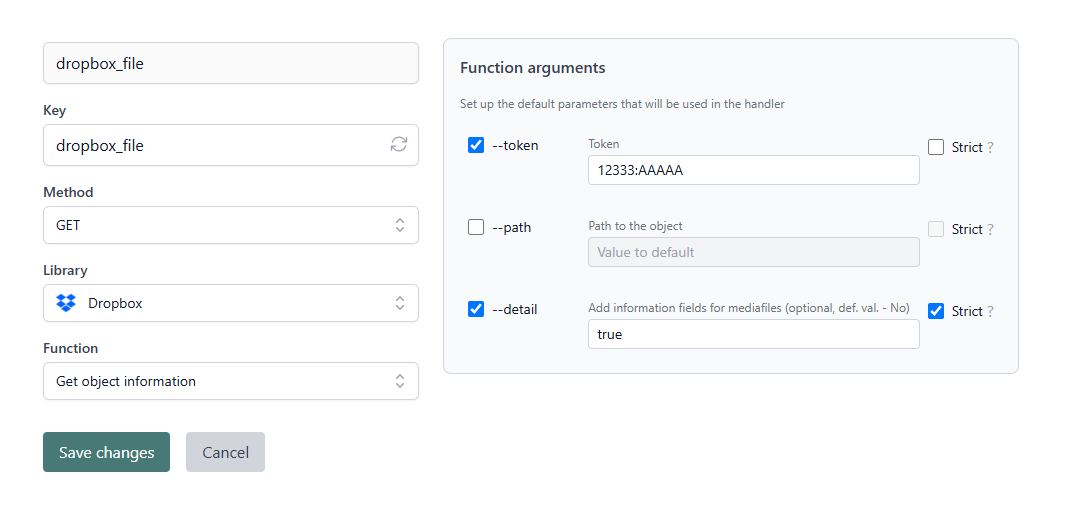 dropbox_file
Key
dropbox_file
Method
GET
Library
Dropbox
Function
Get object information
Save changes
Cancel
Function arguments
Set up the default parameters that will be used in the handler
--token
Token
12333:AAAAA
Strict ?
--path
Path to the object
Value to default
Strict ?
--detail
Add information fields for mediafiles (optional, def. val. - No)
true
Strict ?